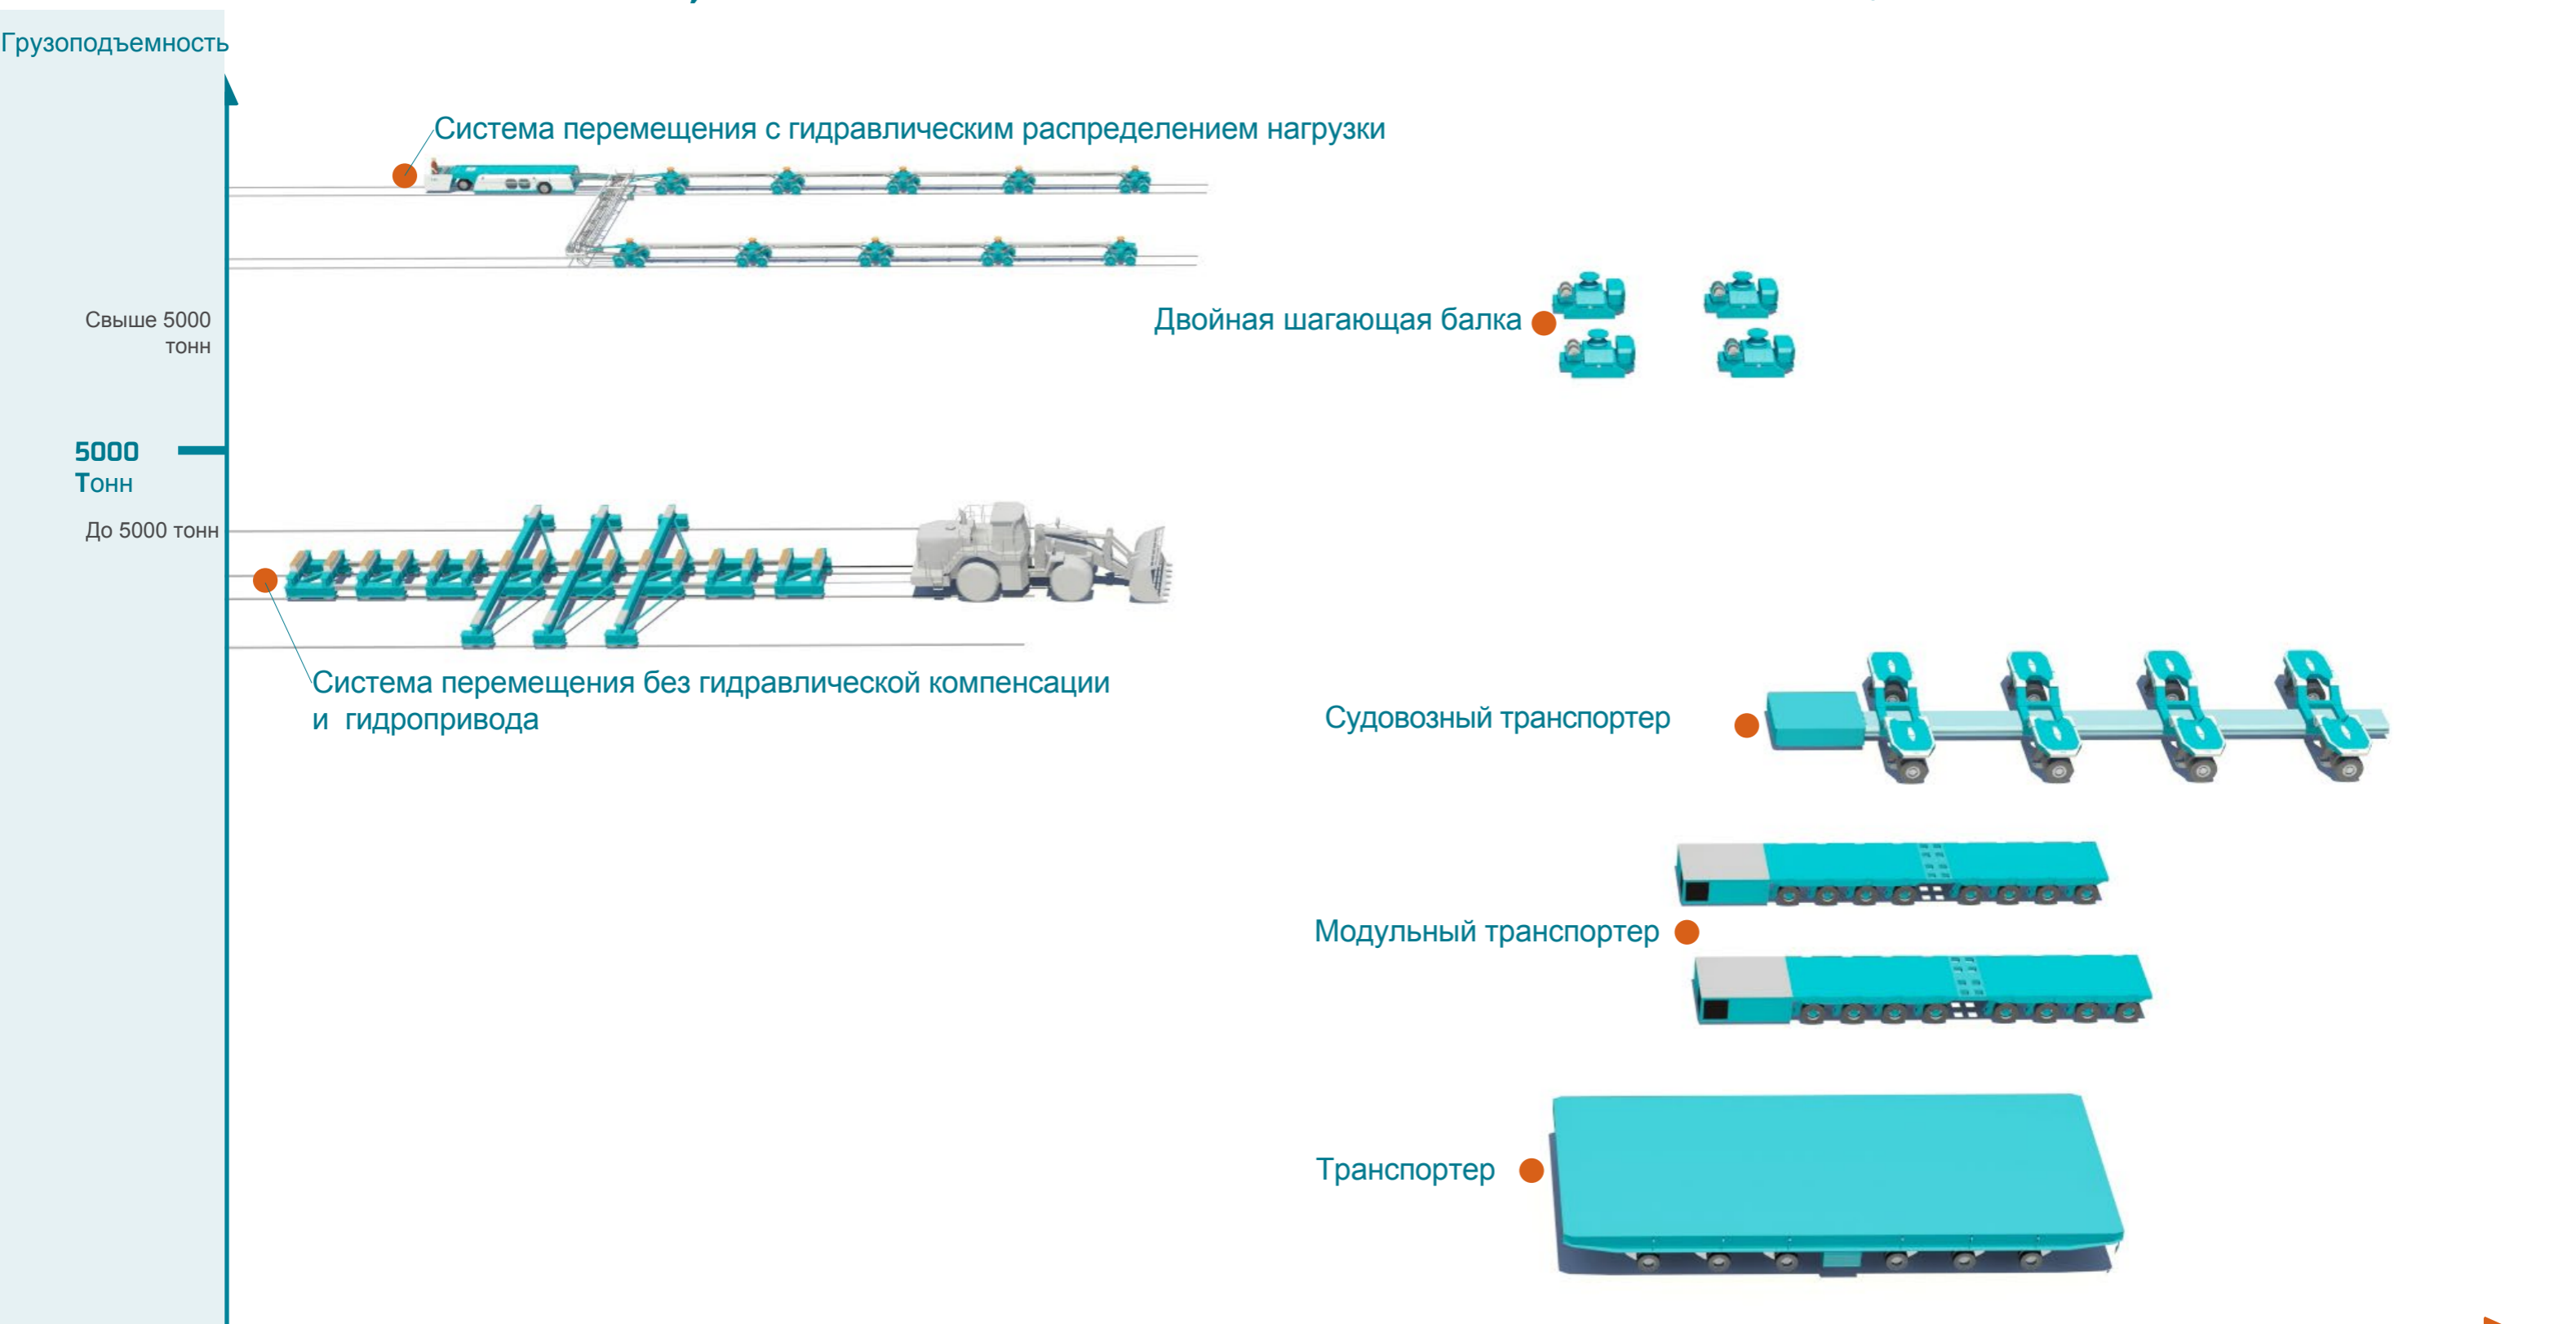 Грузоподъемность
Система перемещения с гидравлическим распределением нагрузки
Двойная шагающая балка
Свыше 5000
тонн
5000
Тонн
До 5000 тонн
Система перемещения без гидравлической компенсации
и гидропривода
Судовозный транспортер
Модульный транспортер
Транспортер